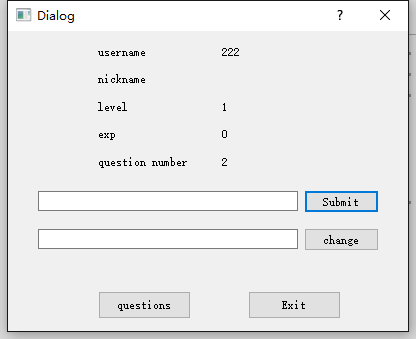 Dialog ?
username 222
nickname
level 1
exp 0
question number 2
Submit
change
questions Exit